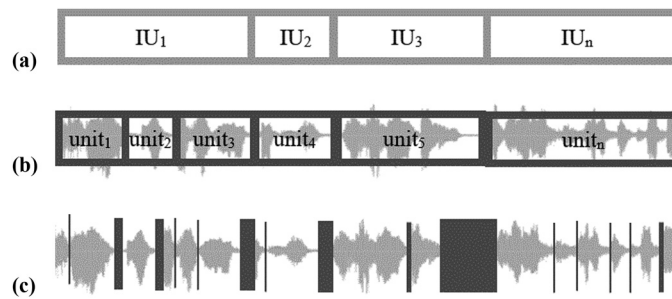 IU₁ IU₂ IU₃ IUₙ
(a)
unit₁ unit₂ unit₃ unit₄ unit₅ unitₙ
(b)
(c)